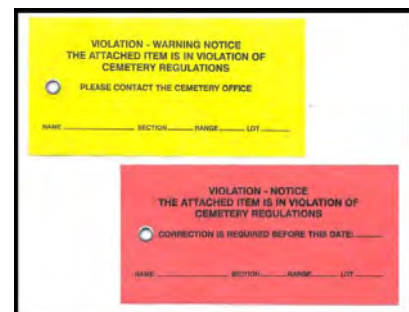 VIOLATION - WARNING NOTICE
THE ATTACHED ITEM IS IN VIOLATION OF
CEMETERY REGULATIONS
PLEASE CONTACT THE CEMETERY OFFICE
NAME SECTION RANGE LOT
VIOLATION - NOTICE
THE ATTACHED ITEM IS IN VIOLATION OF
CEMETERY REGULATIONS
CORRECTION IS REQUIRED BEFORE THIS DATE:
NAME SECTION RANGE LOT